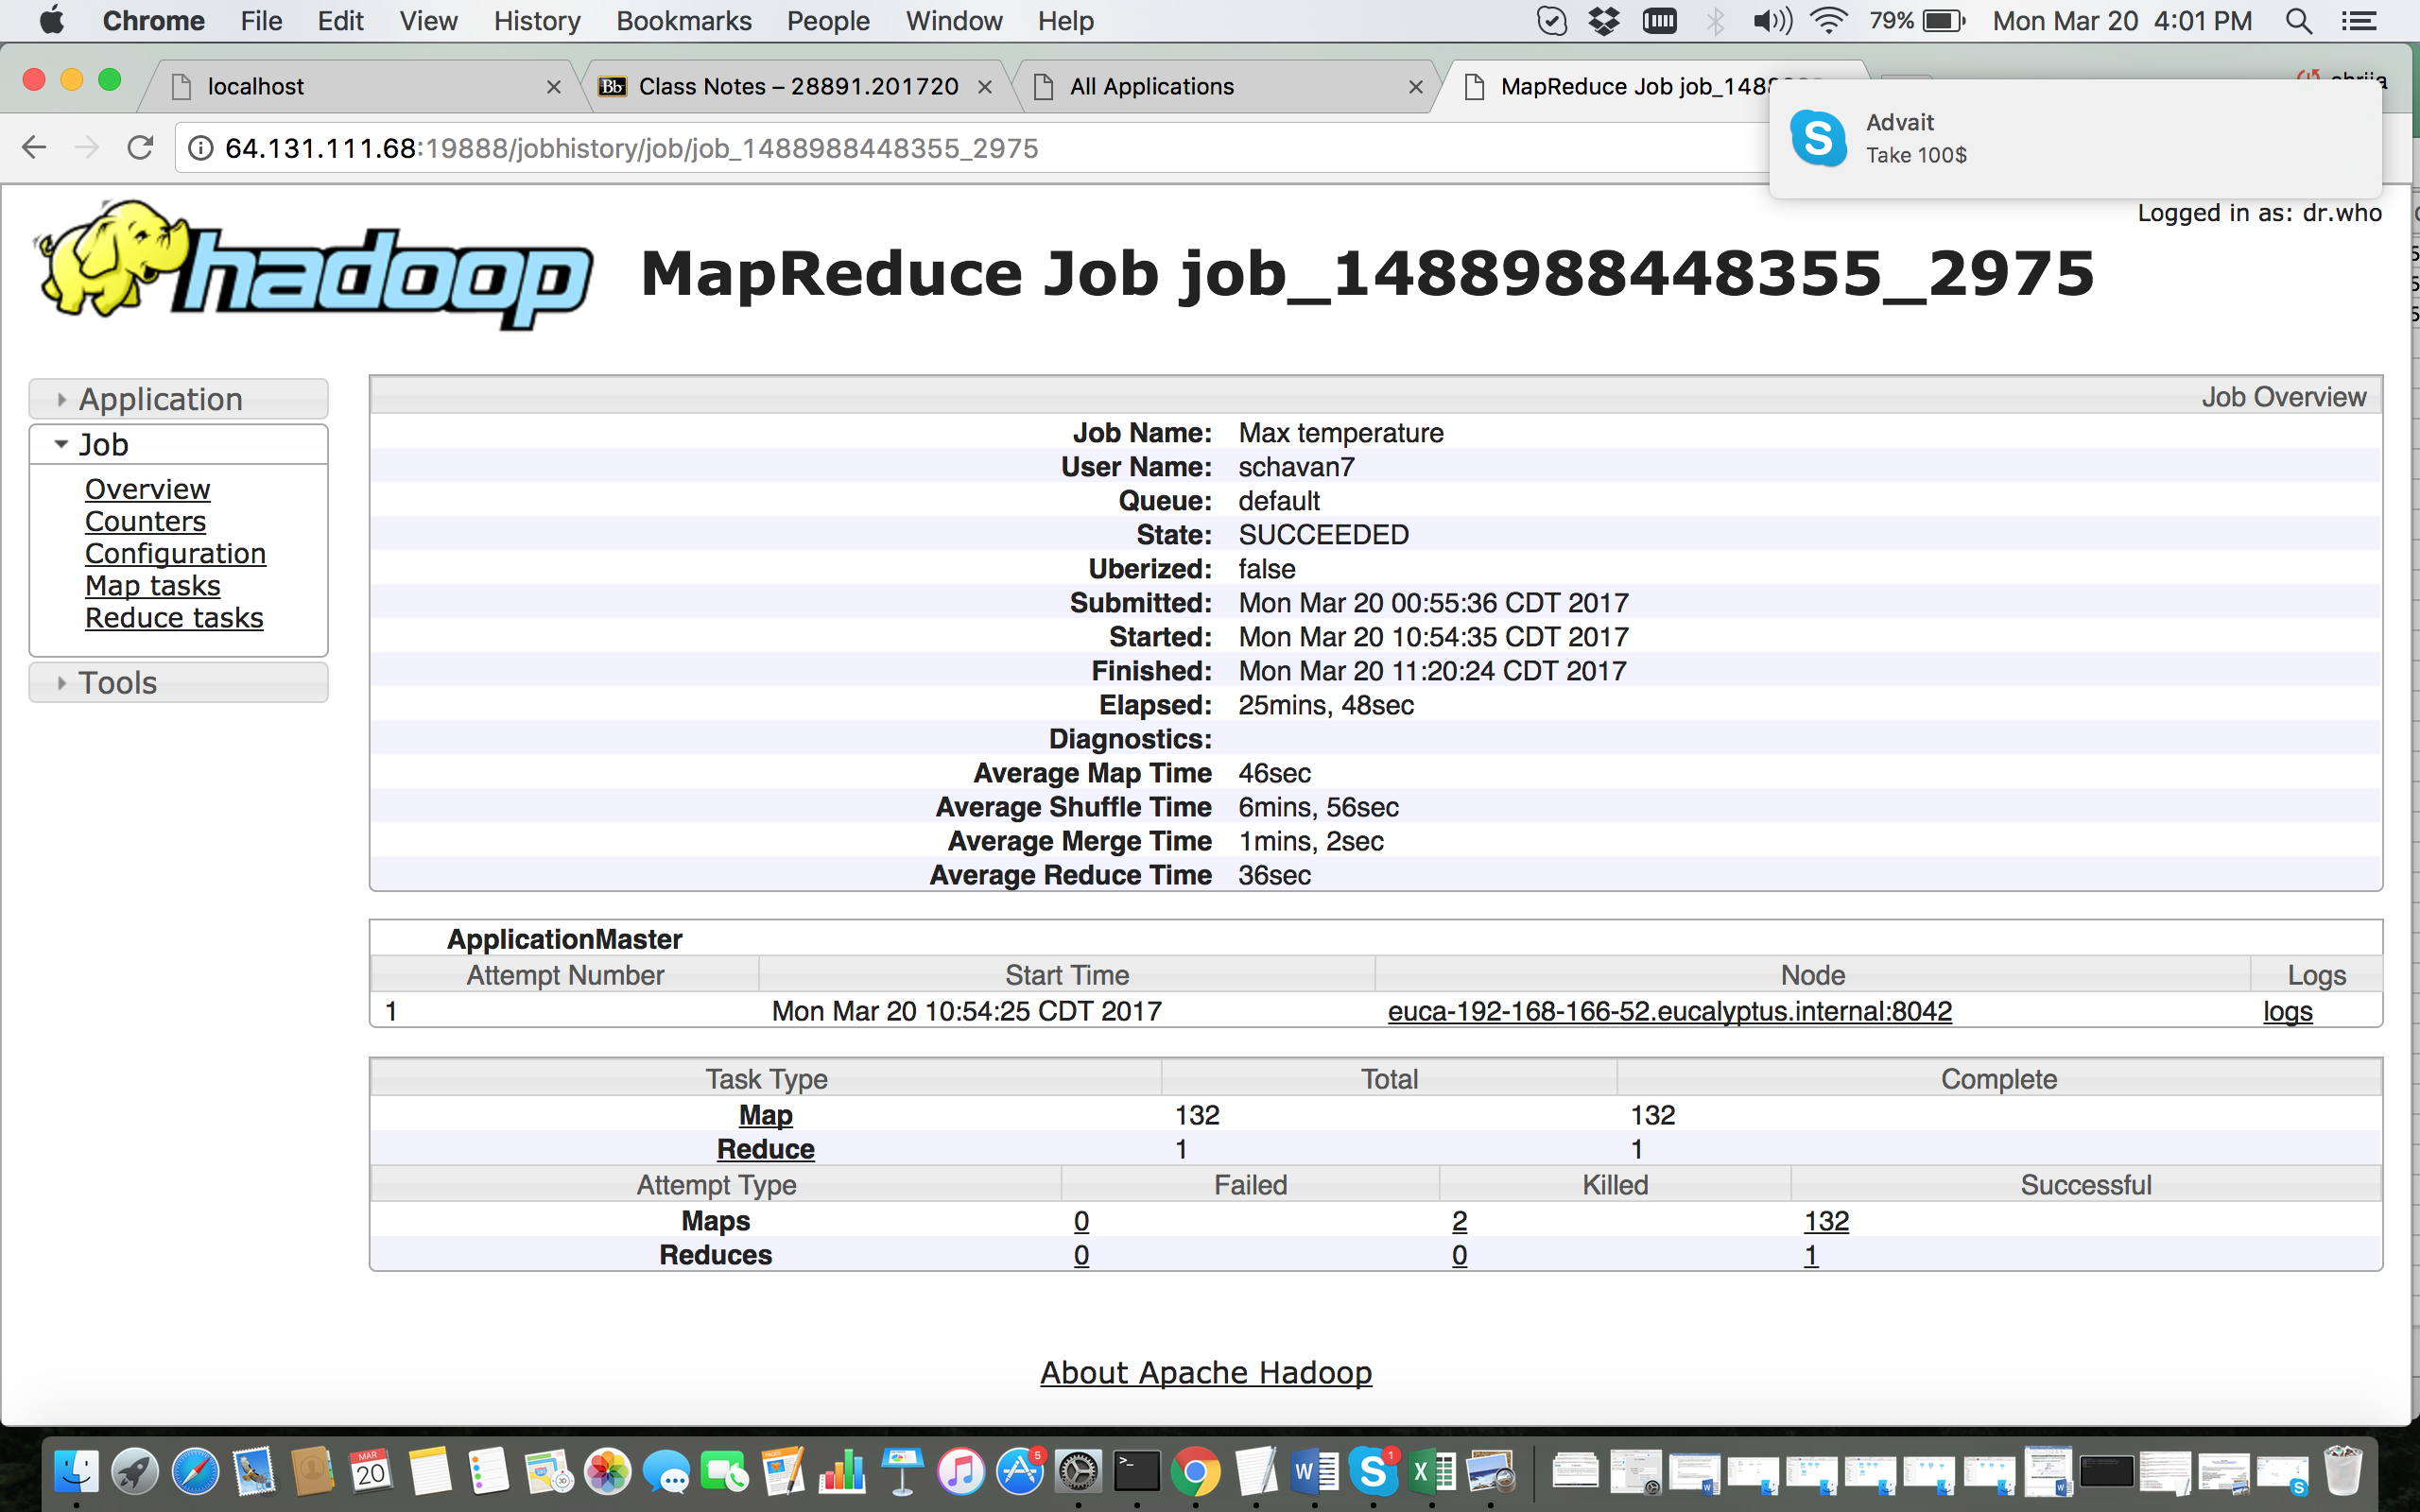 Chrome File Edit View History Bookmarks People Window Help 79% Mon Mar 20 4:01 PM
localhost Class Notes – 28891.201720 All Applications MapReduce Job job_1488
64.131.111.68:19888/jobhistory/job/job_1488988448355_2975
Advait
Take 100$
Logged in as: dr.who
hadoop MapReduce Job job_1488988448355_2975
Application
Job
Overview
Counters
Configuration
Map tasks
Reduce tasks
Tools
Job Overview
Job Name: Max temperature
User Name: schavan7
Queue: default
State: SUCCEEDED
Uberized: false
Submitted: Mon Mar 20 00:55:36 CDT 2017
Started: Mon Mar 20 10:54:35 CDT 2017
Finished: Mon Mar 20 11:20:24 CDT 2017
Elapsed: 25mins, 48sec
Diagnostics:
Average Map Time 46sec
Average Shuffle Time 6mins, 56sec
Average Merge Time 1mins, 2sec
Average Reduce Time 36sec
ApplicationMaster
Attempt Number Start Time Node Logs
1 Mon Mar 20 10:54:25 CDT 2017 euca-192-168-166-52.eucalyptus.internal:8042 logs
Task Type Total Complete
Map 132 132
Reduce 1 1
Attempt Type Failed Killed Successful
Maps 0 2 132
Reduces 0 0 1
About Apache Hadoop
MAR
20
5
1